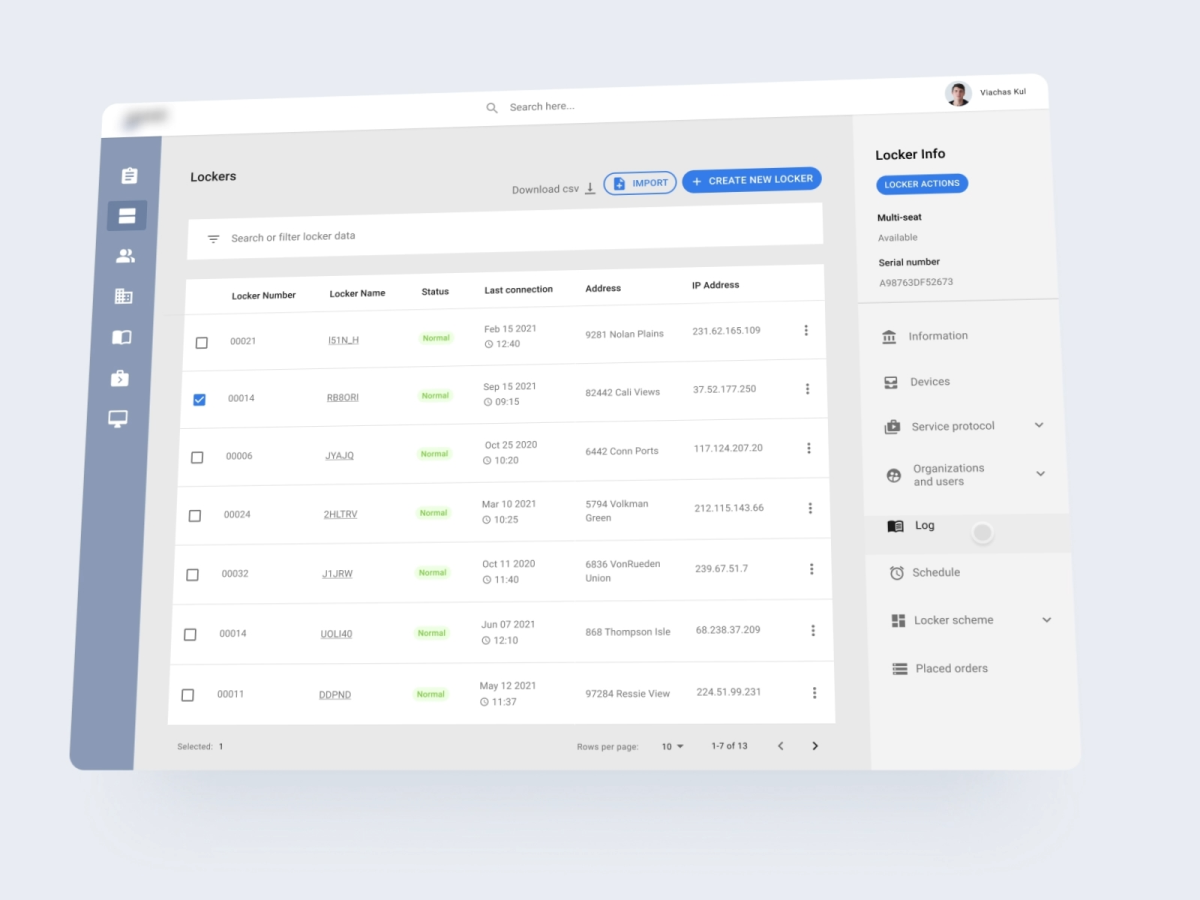 Search here...
Viachas Kul
Lockers
Download csv
IMPORT
+ CREATE NEW LOCKER
Search or filter locker data
Locker Number Locker Name Status Last connection Address IP Address
00021 I51N_H Normal Feb 15 2021 12:40 9281 Nolan Plains 231.62.165.109
00014 RB8ORI Normal Sep 15 2021 09:15 82442 Cali Views 37.52.177.250
00006 JYAJQ Normal Oct 25 2020 10:20 6442 Conn Ports 117.124.207.20
00024 2HLTRV Normal Mar 10 2021 10:25 5794 Volkman Green 212.115.143.66
00032 J1JRW Normal Oct 11 2020 11:40 6836 VonRueden Union 239.67.51.7
00014 UOLI40 Normal Jun 07 2021 12:10 868 Thompson Isle 68.238.37.209
00011 DDPND Normal May 12 2021 11:37 97284 Ressie View 224.51.99.231
Selected: 1
Rows per page: 10 1-7 of 13
Locker Info
LOCKER ACTIONS
Multi-seat
Available
Serial number
A98763DF52673
Information
Devices
Service protocol
Organizations
and users
Log
Schedule
Locker scheme
Placed orders